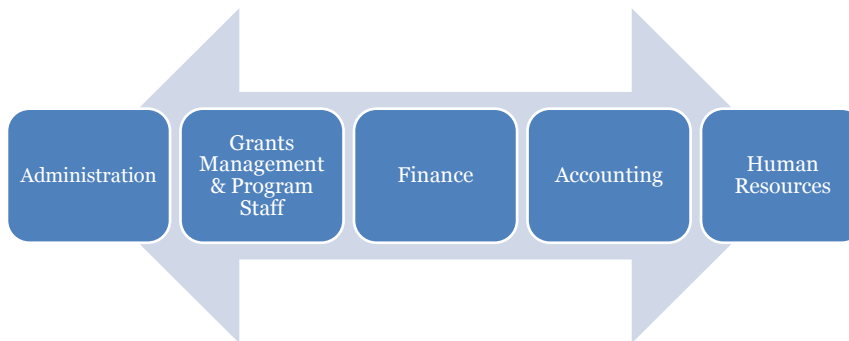 Administration
Grants
Management
& Program
Staff
Finance
Accounting
Human
Resources